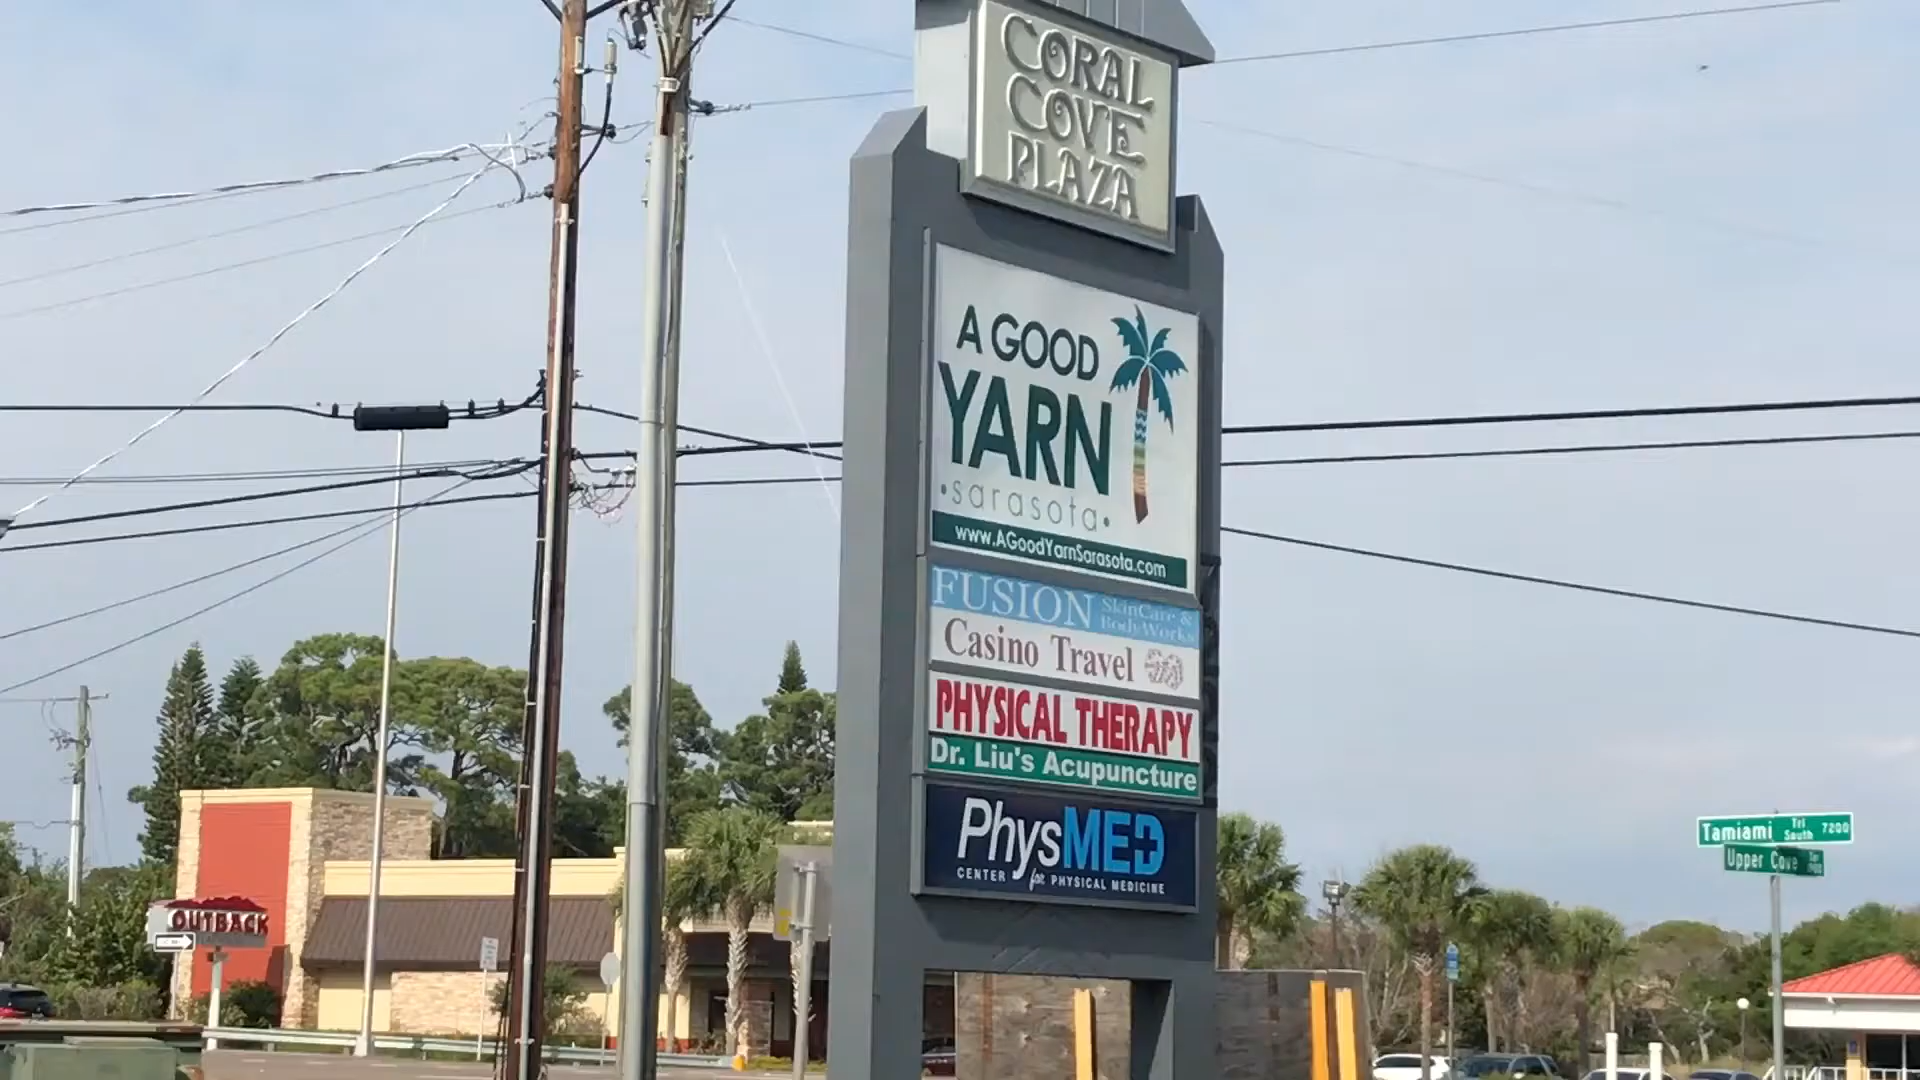 CORAL
COVE
PLAZA
A GOOD
YARN
•sarasota•
www.AGoodYarnSarasota.com
FUSION SkinCare &
BodyWorks
Casino Travel
PHYSICAL THERAPY
Dr. Liu's Acupuncture
PhysMED
CENTER for PHYSICAL MEDICINE
OUTBACK
Tamiami Trl South 7200
Upper Cove Ter